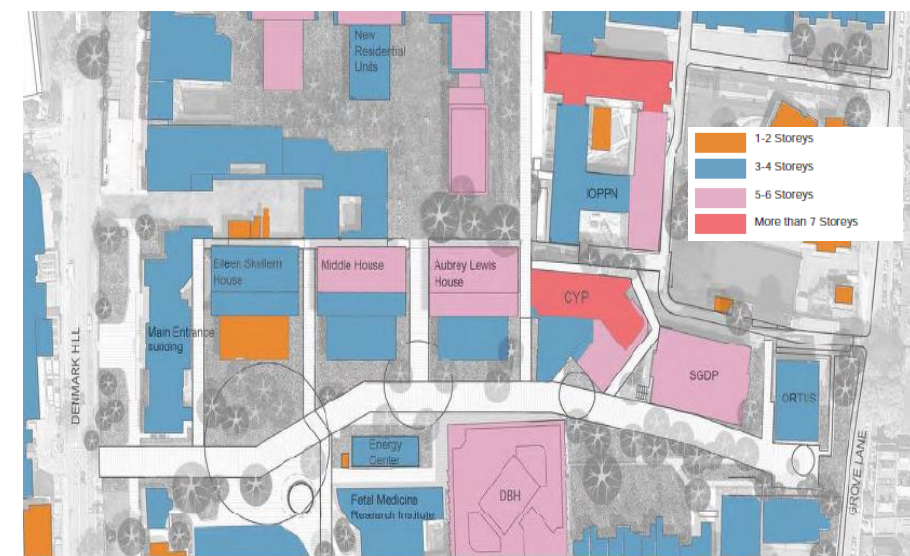 New
Residential
Units
1-2 Storeys
3-4 Storeys
5-6 Storeys
More than 7 Storeys
IOPPN
Eileen Skellern
House
Middle House
Aubrey Lewis
House
CYP
Main Entrance
building
DENMARK HILL
SGDP
ORTUS
Energy
Center
Fetal Medicine
Research Institute
DBH
GROVE LANE